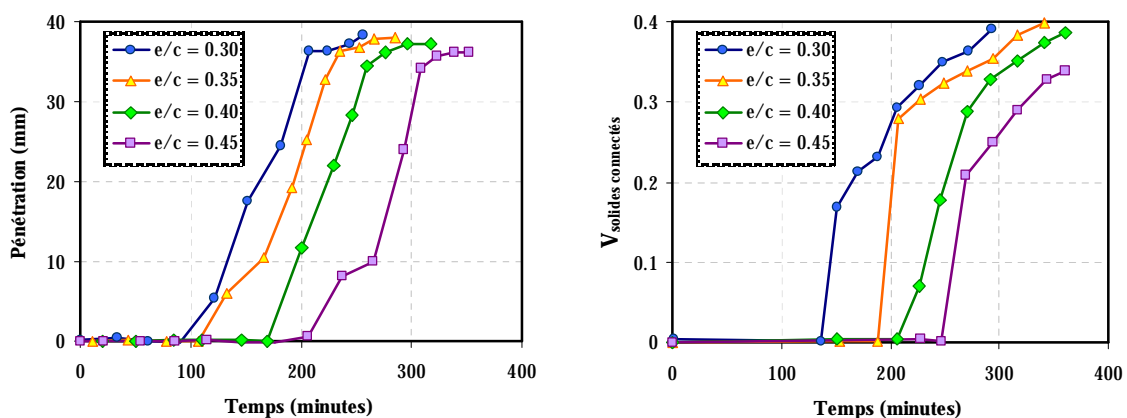 40
30
20
10
0
Pénétration (mm)
e/c = 0.30
e/c = 0.35
e/c = 0.40
e/c = 0.45
0
100
200
300
400
Temps (minutes)
0.4
0.3
0.2
0.1
0
V solides connectés
e/c = 0.30
e/c = 0.35
e/c = 0.40
e/c = 0.45
0
100
200
300
400
Temps (minutes)